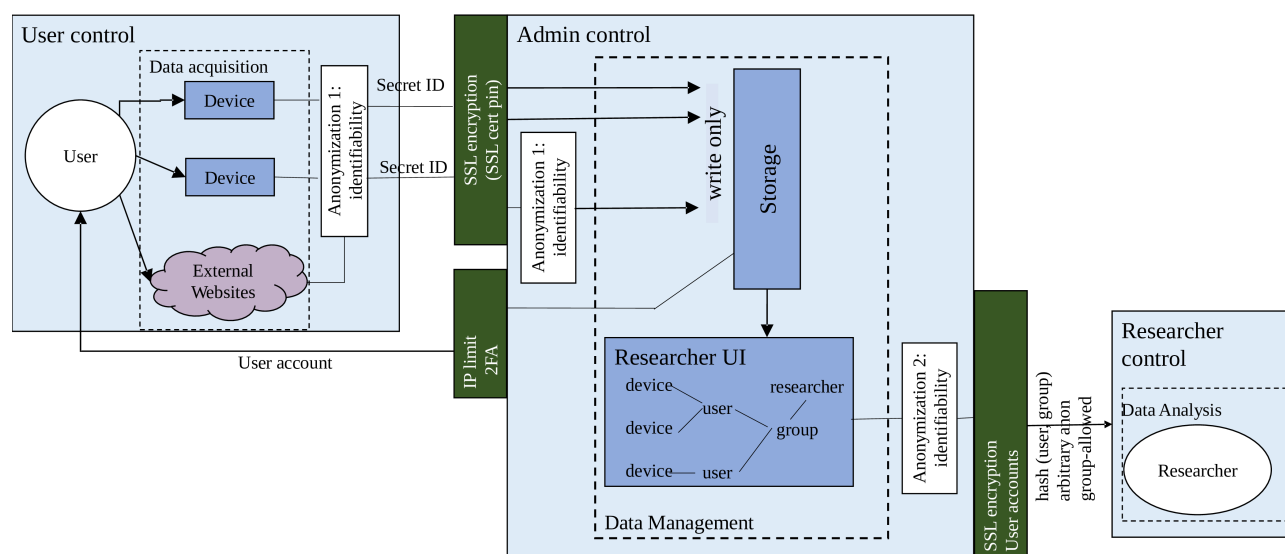 User control
Data acquisition
Device
Device
User
External
Websites
Anonymization 1:
identifiability
Secret ID
Secret ID
User account
SSL encryption
(SSL cert pin)
IP limit
2FA
Admin control
Anonymization 1:
identifiability
write only
Storage
Researcher UI
device
researcher
user
device
group
device
user
Data Management
Anonymization 2:
identifiability
SSL encryption
User accounts
hash (user, group)
arbitrary anon
group-allowed
Researcher
control
Data Analysis
Researcher